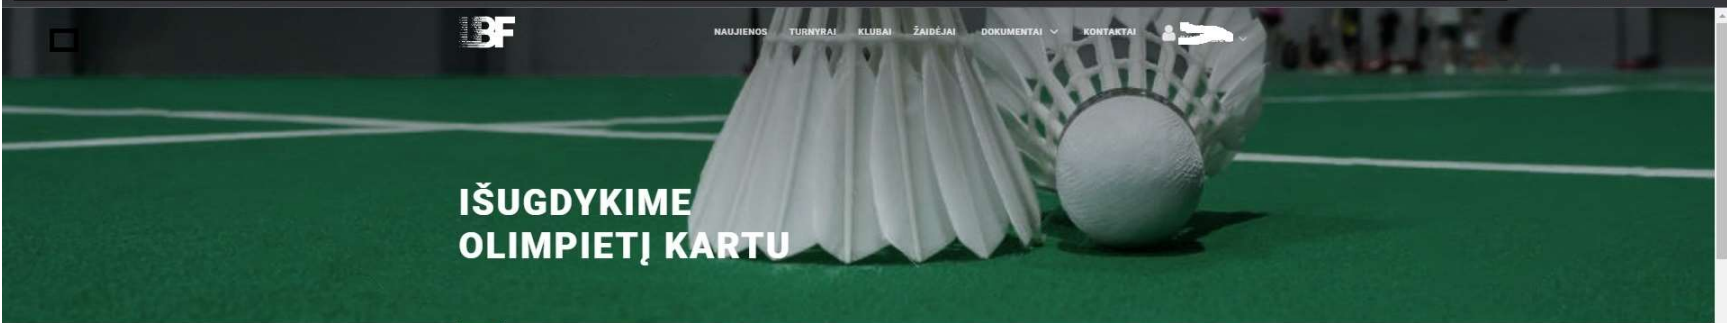 LBF
NAUJIENOS TURNYRAI KLUBAI ŽAIDĖJAI DOKUMENTAI KONTAKTAI
IŠUGDYKIME
OLIMPIETĮ KARTU